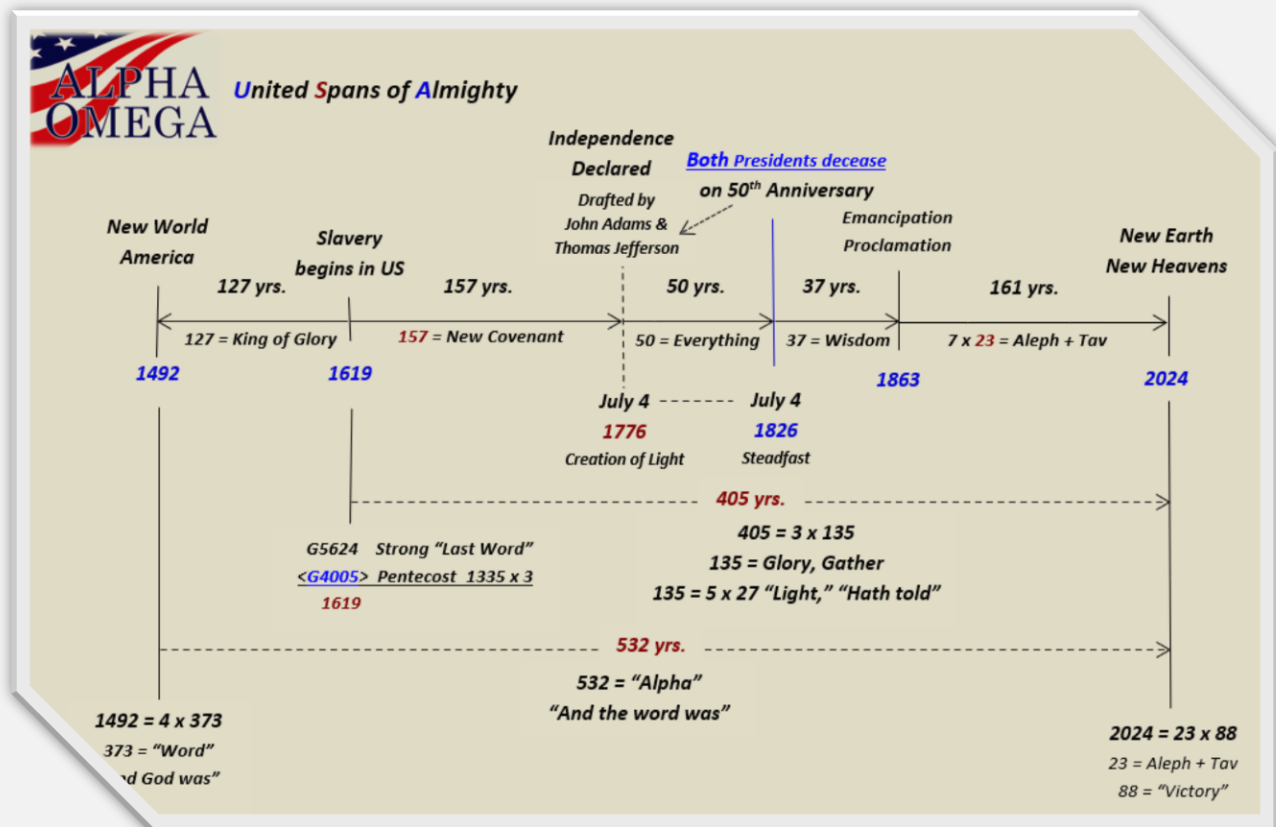 ALPHA
OMEGA
United Spans of Almighty
Independence
Declared
Drafted by
John Adams &
Thomas Jefferson
Both Presidents decease
on 50th Anniversary
New World
America
Slavery
begins in US
Emancipation
Proclamation
New Earth
New Heavens
127 yrs.
157 yrs.
50 yrs.
37 yrs.
161 yrs.
127 = King of Glory
157 = New Covenant
50 = Everything
37 = Wisdom
7 x 23 = Aleph + Tav
1492
1619
1863
2024
July 4
July 4
1776
1826
Creation of Light
Steadfast
405 yrs.
405 = 3 x 135
135 = Glory, Gather
135 = 5 x 27 "Light," "Hath told"
G5624 Strong "Last Word"
<G4005> Pentecost 1335 x 3
1619
532 yrs.
532 = "Alpha"
"And the word was"
1492 = 4 x 373
373 = "Word"
God was"
2024 = 23 x 88
23 = Aleph + Tav
88 = "Victory"